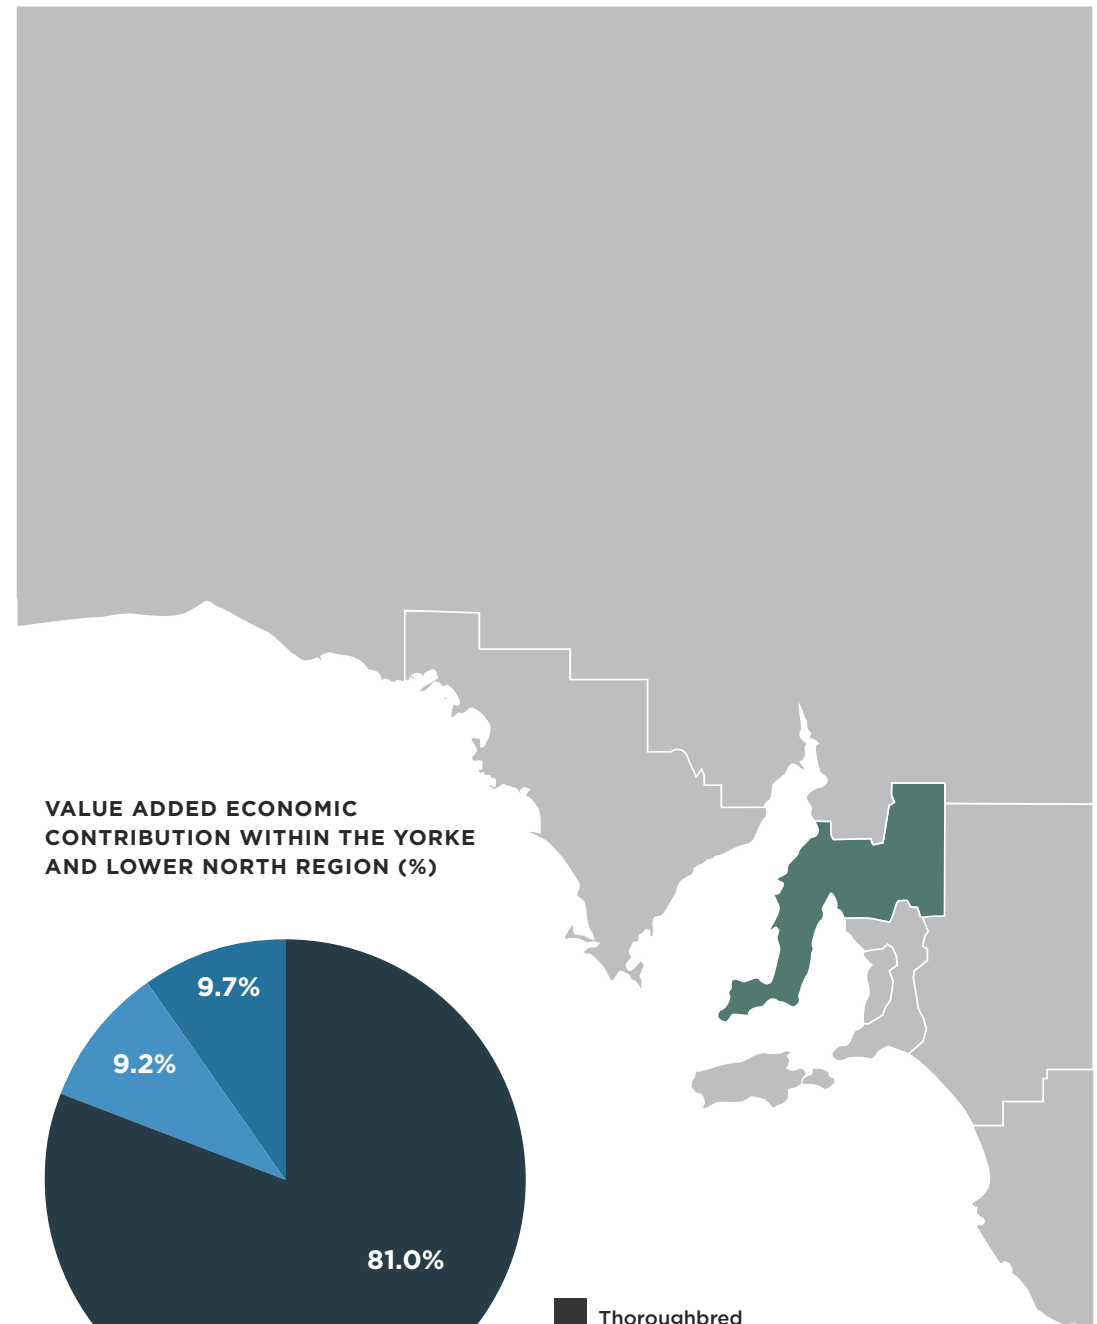 VALUE ADDED ECONOMIC
CONTRIBUTION WITHIN THE YORKE
AND LOWER NORTH REGION (%)
9.7%
9.2%
81.0%
Thoroughbred